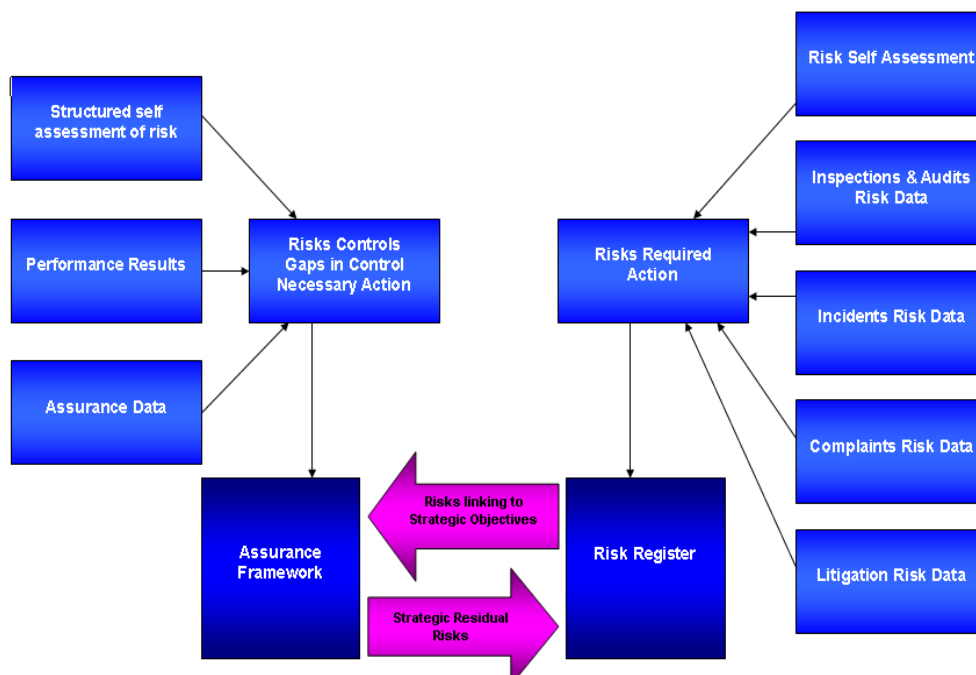 Structured self
assessment of risk
Performance Results
Assurance Data
Risks Controls
Gaps in Control
Necessary Action
Assurance
Framework
Risks linking to
Strategic Objectives
Strategic Residual
Risks
Risks Required
Action
Risk Register
Risk Self Assessment
Inspections & Audits
Risk Data
Incidents Risk Data
Complaints Risk Data
Litigation Risk Data